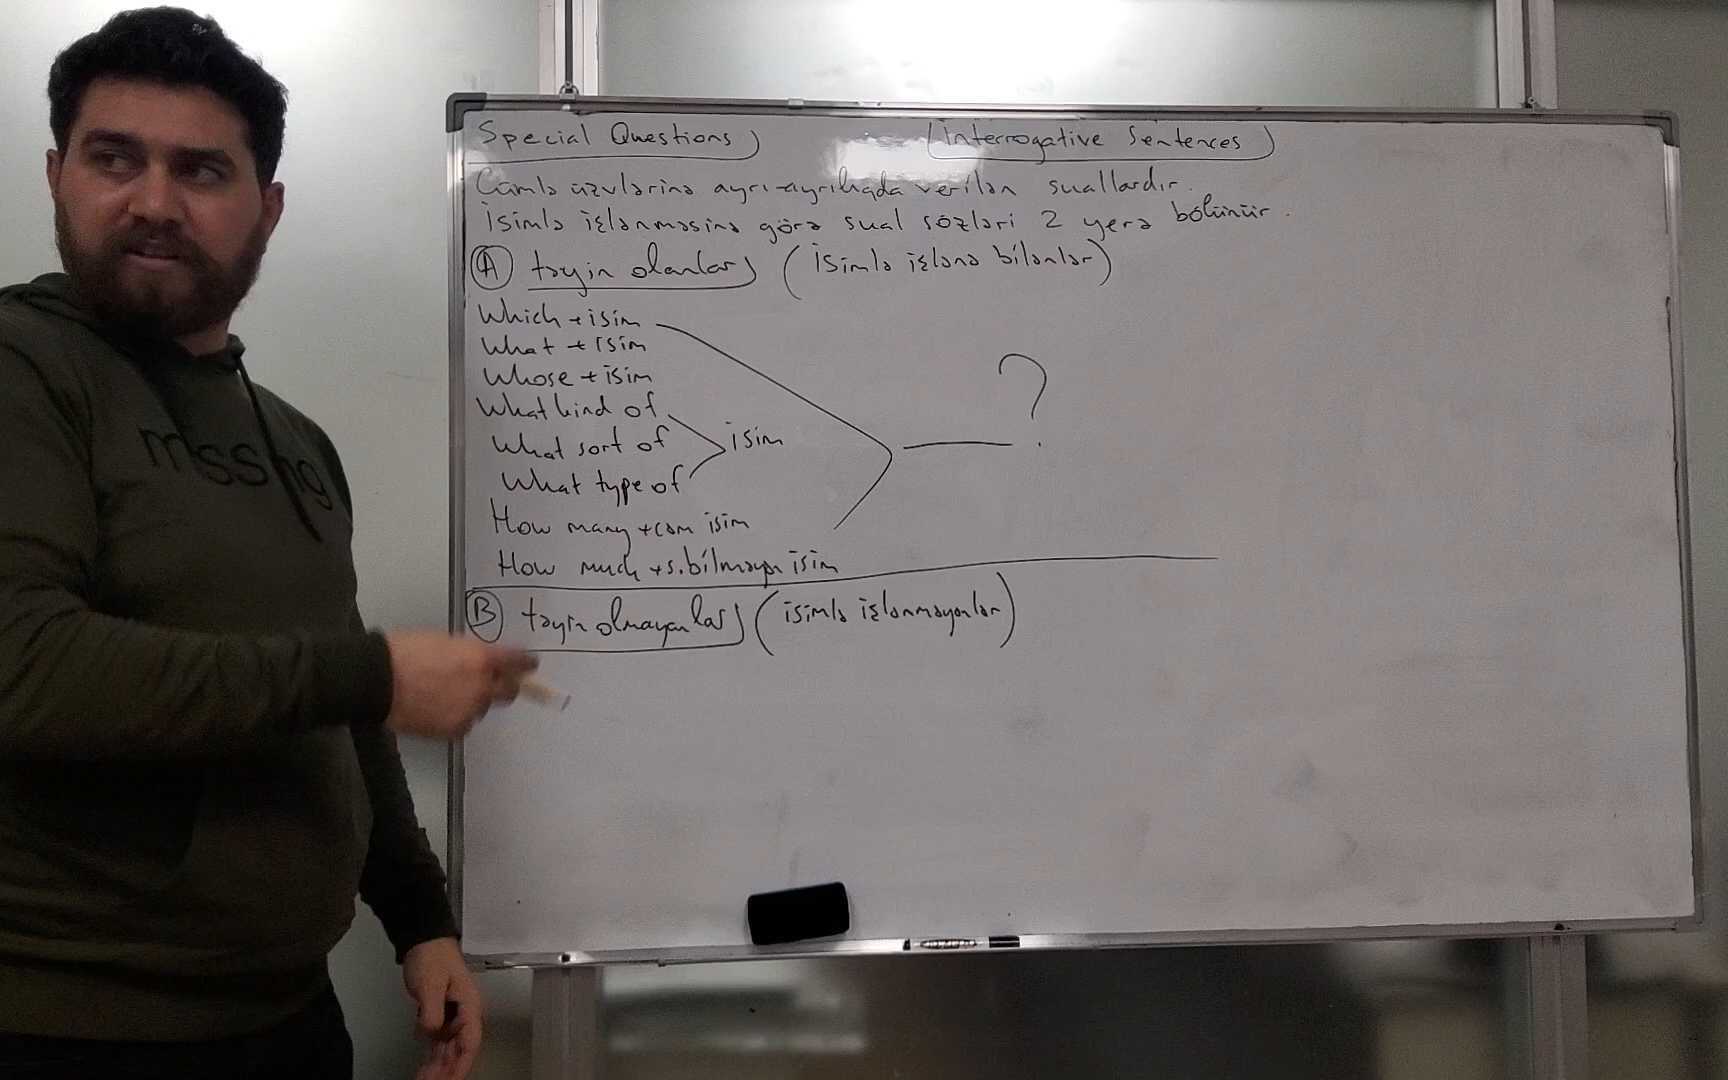 Special Questions
Interrogative Sentences
Cümlə üzvlərinə ayrı-ayrılıqda verilən suallardır.
İsimlə işlənməsinə görə sual sözləri 2 yerə bölünür.
A təyin olanlar (isimlə işlənə bilənlər)
Which + isim
What + isim
Whose + isim
What kind of
What sort of isim
What type of
?
How many + cəm isim
How much + s.bilməyən isim
B təyin olmayanlar (isimlə işlənməyənlər)